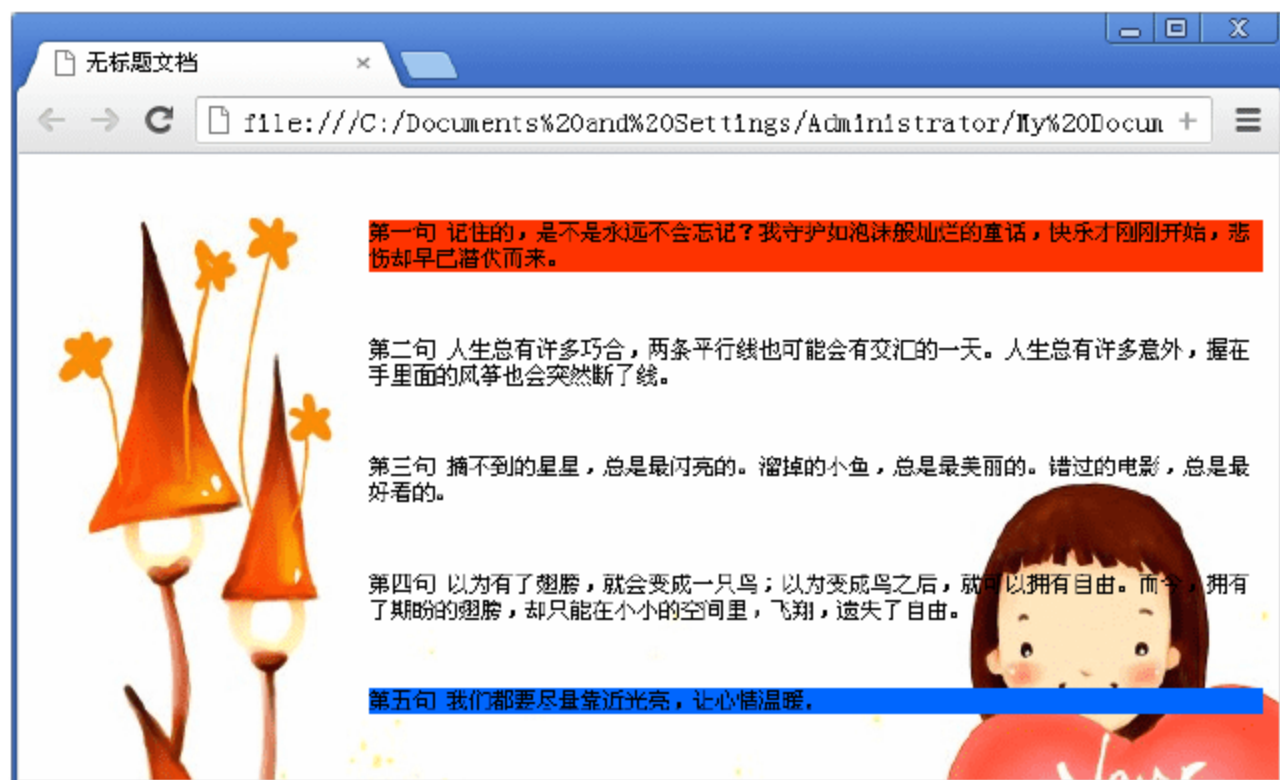 无标题文档
file:///C:/Documents%20and%20Settings/Administrator/My%20Docum
第一句 记住的，是不是永远不会忘记？我守护如泡沫般灿烂的童话，快乐才刚刚开始，悲
伤却早已潜伏而来。
第二句 人生总有许多巧合，两条平行线也可能会有交汇的一天。人生总有许多意外，握在
手里面的风筝也会突然断了线。
第三句 摘不到的星星，总是最闪亮的。溜掉的小鱼，总是最美丽的。错过的电影，总是最
好看的。
第四句 以为有了翅膀，就会变成一只鸟；以为变成鸟之后，就可以拥有自由。而今，拥有
了期盼的翅膀，却只能在小小的空间里，飞翔，遗失了自由。
第五句 我们都要尽量靠近光亮，让心情温暖。